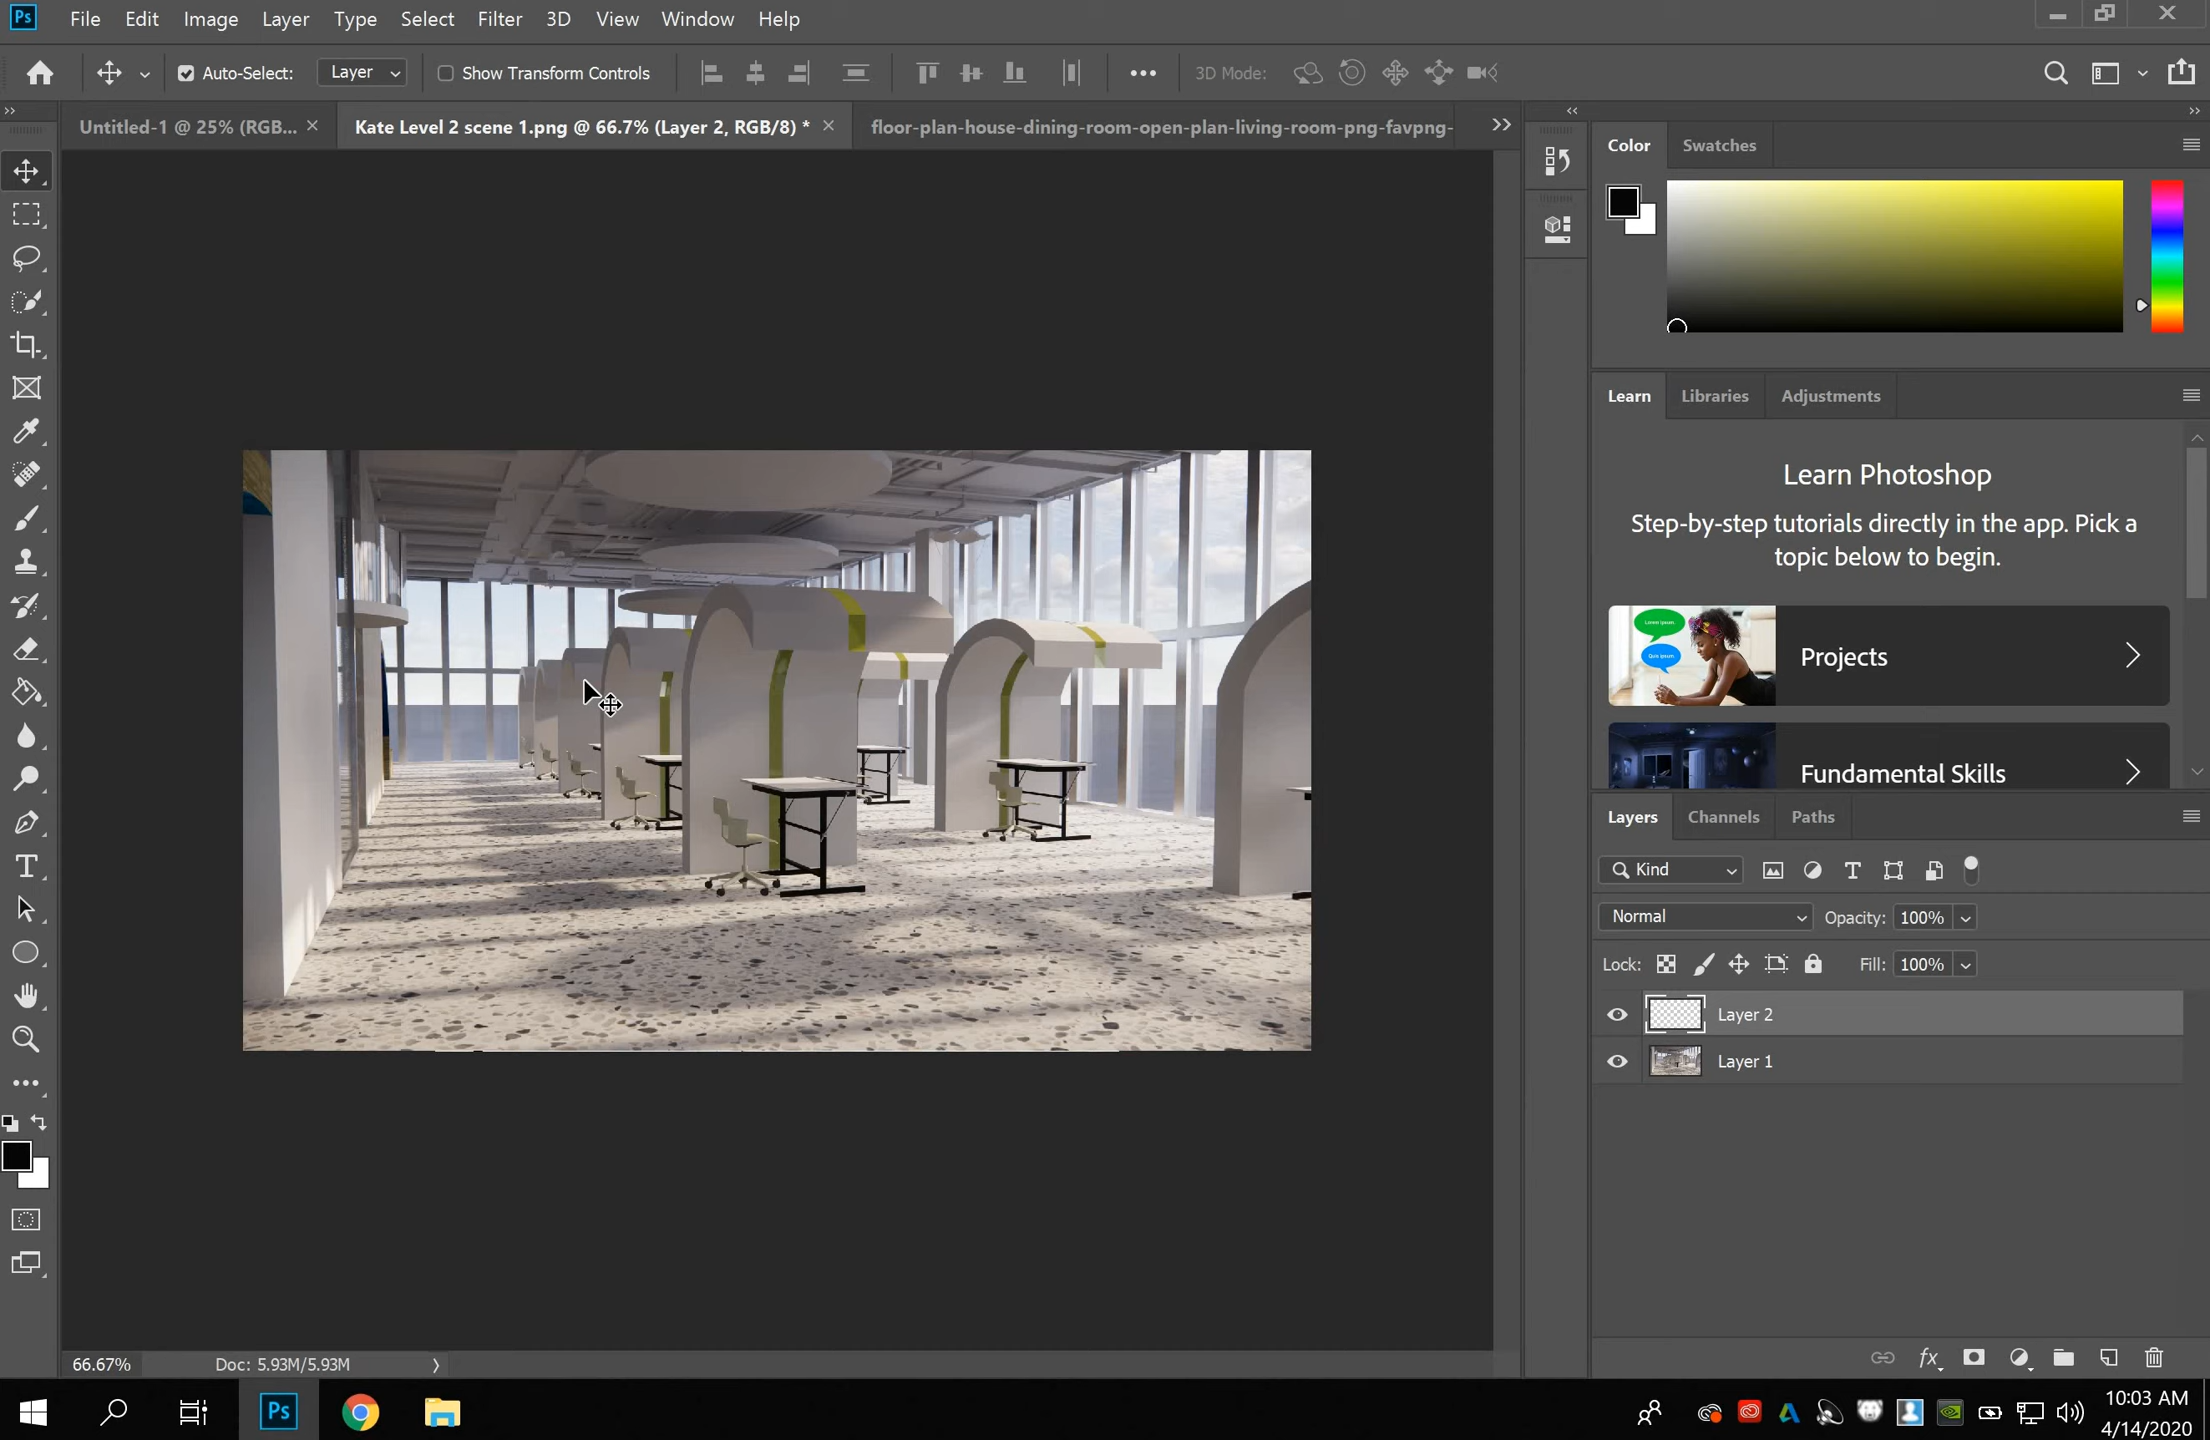 Ps File Edit Image Layer Type Select Filter 3D View Window Help
Auto-Select: Layer Show Transform Controls 3D Mode:
Untitled-1 @ 25% (RGB... × Kate Level 2 scene 1.png @ 66.7% (Layer 2, RGB/8) * × floor-plan-house-dining-room-open-plan-living-room-png-favpng-
Color Swatches
Learn Libraries Adjustments
Learn Photoshop
Step-by-step tutorials directly in the app. Pick a
topic below to begin.
Projects
Fundamental Skills
Layers Channels Paths
Kind
Normal Opacity: 100%
Lock: Fill: 100%
Layer 2
Layer 1
66.67% Doc: 5.93M/5.93M
Ps
10:03 AM
4/14/2020